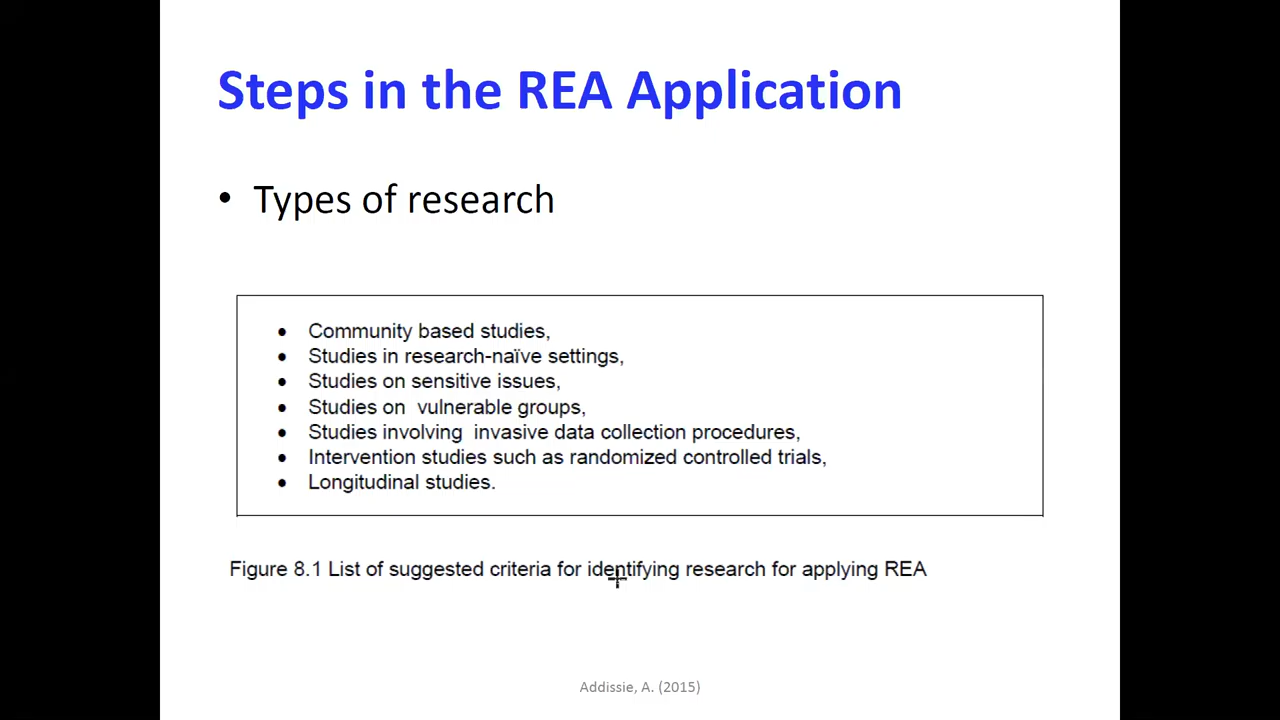 Steps in the REA Application
• Types of research
• Community based studies,
• Studies in research-naïve settings,
• Studies on sensitive issues,
• Studies on vulnerable groups,
• Studies involving invasive data collection procedures,
• Intervention studies such as randomized controlled trials,
• Longitudinal studies.
Figure 8.1 List of suggested criteria for identifying research for applying REA
Addissie, A. (2015)